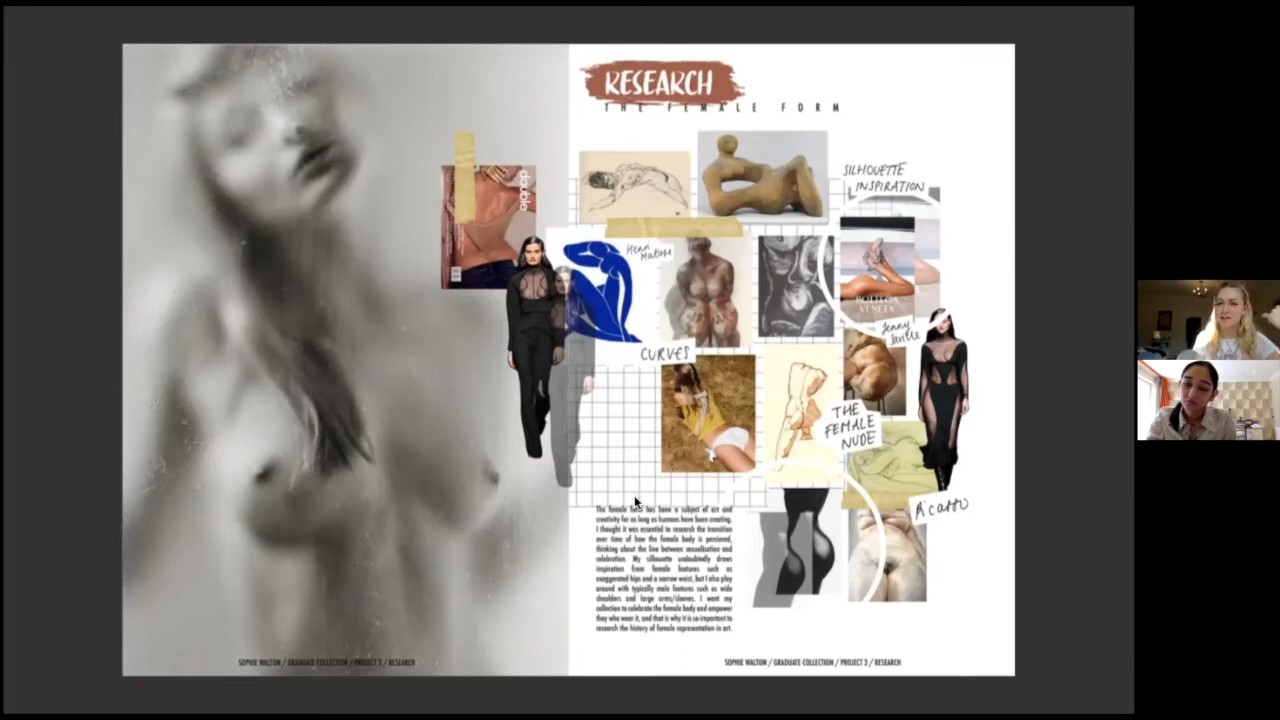 RESEARCH
THE FEMALE FORM
double
SILHOUETTE
INSPIRATION
Henri
Matisse
BOTTEGA
VENETA
Jenny
Saville
CURVES
THE
FEMALE
NUDE
Picasso
The female form has been a subject of art and
creativity for as long as humans have been creating.
I thought it was essential to research the transition
over time of how the female body is percieved,
thinking about the line between sexualisation and
celebration. My silhouette undoubtedly draws
inspiration from female features such as
exaggerated hips and a narrow waist, but I also play
around with typically male features such as wide
shoulders and large arms/sleeves. I want my
collection to celebrate the female body and empower
they who wear it, and that is why it is so important to
research the history of female representation in art.
SOPHIE WALTON / GRADUATE COLLECTION / PROJECT 3 / RESEARCH
SOPHIE WALTON / GRADUATE COLLECTION / PROJECT 3 / RESEARCH